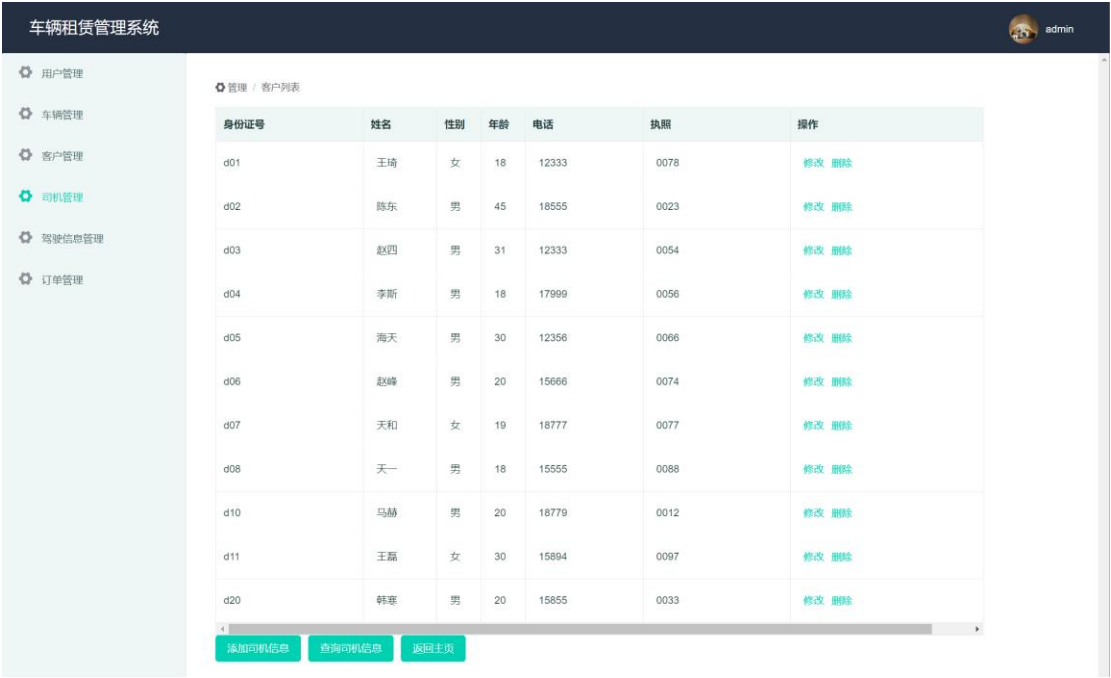 车辆租赁管理系统 admin
用户管理
车辆管理
客户管理
司机管理
驾驶信息管理
订单管理
管理 / 客户列表
身份证号 姓名 性别 年龄 电话 执照 操作
d01 王琦 女 18 12333 0078 修改 删除
d02 陈东 男 45 18555 0023 修改 删除
d03 赵四 男 31 12333 0054 修改 删除
d04 李斯 男 18 17999 0056 修改 删除
d05 海天 男 30 12356 0066 修改 删除
d06 赵峰 男 20 15666 0074 修改 删除
d07 天和 女 19 18777 0077 修改 删除
d08 天一 男 18 15555 0088 修改 删除
d10 马赫 男 20 18779 0012 修改 删除
d11 王磊 女 30 15894 0097 修改 删除
d20 韩寒 男 20 15855 0033 修改 删除
添加司机信息 查询司机信息 返回主页